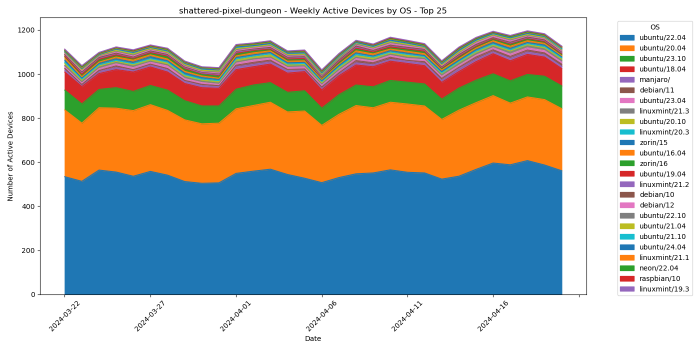 shattered-pixel-dungeon - Weekly Active Devices by OS - Top 25
Number of Active Devices
1200
1000
800
600
400
200
0
2024-03-22
2024-03-27
2024-04-01
2024-04-06
2024-04-11
2024-04-16
Date
OS
ubuntu/22.04
ubuntu/20.04
ubuntu/23.10
ubuntu/18.04
manjaro/
debian/11
ubuntu/23.04
linuxmint/21.3
ubuntu/20.10
linuxmint/20.3
zorin/15
ubuntu/16.04
zorin/16
ubuntu/19.04
linuxmint/21.2
debian/10
debian/12
ubuntu/22.10
ubuntu/21.04
ubuntu/21.10
ubuntu/24.04
linuxmint/21.1
neon/22.04
raspbian/10
linuxmint/19.3